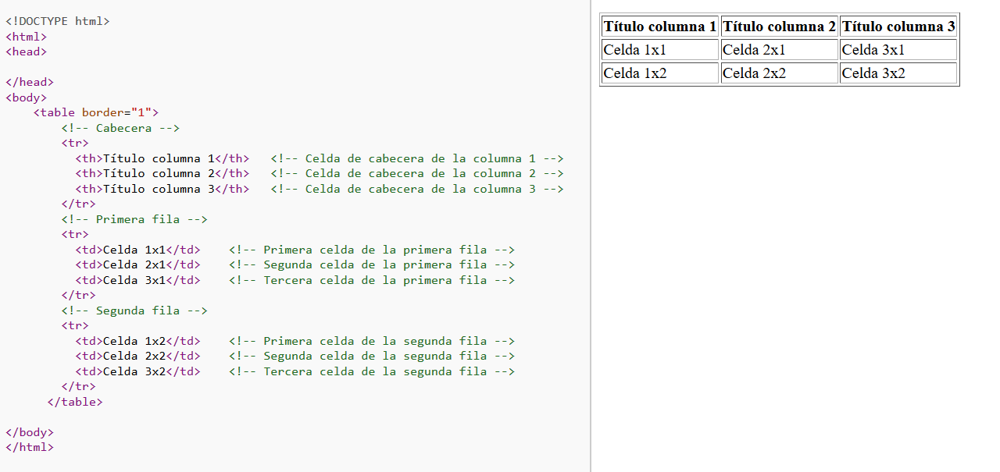 <!DOCTYPE html>
<html>
<head>
</head>
<body>
<table border="1">
<!-- Cabecera -->
<tr>
<th>Título columna 1</th>   <!-- Celda de cabecera de la columna 1 -->
<th>Título columna 2</th>   <!-- Celda de cabecera de la columna 2 -->
<th>Título columna 3</th>   <!-- Celda de cabecera de la columna 3 -->
</tr>
<!-- Primera fila -->
<tr>
<td>Celda 1x1</td>    <!-- Primera celda de la primera fila -->
<td>Celda 2x1</td>    <!-- Segunda celda de la primera fila -->
<td>Celda 3x1</td>    <!-- Tercera celda de la primera fila -->
</tr>
<!-- Segunda fila -->
<tr>
<td>Celda 1x2</td>    <!-- Primera celda de la segunda fila -->
<td>Celda 2x2</td>    <!-- Segunda celda de la segunda fila -->
<td>Celda 3x2</td>    <!-- Tercera celda de la segunda fila -->
</tr>
</table>
</body>
</html>
Título columna 1 Título columna 2 Título columna 3
Celda 1x1 Celda 2x1 Celda 3x1
Celda 1x2 Celda 2x2 Celda 3x2